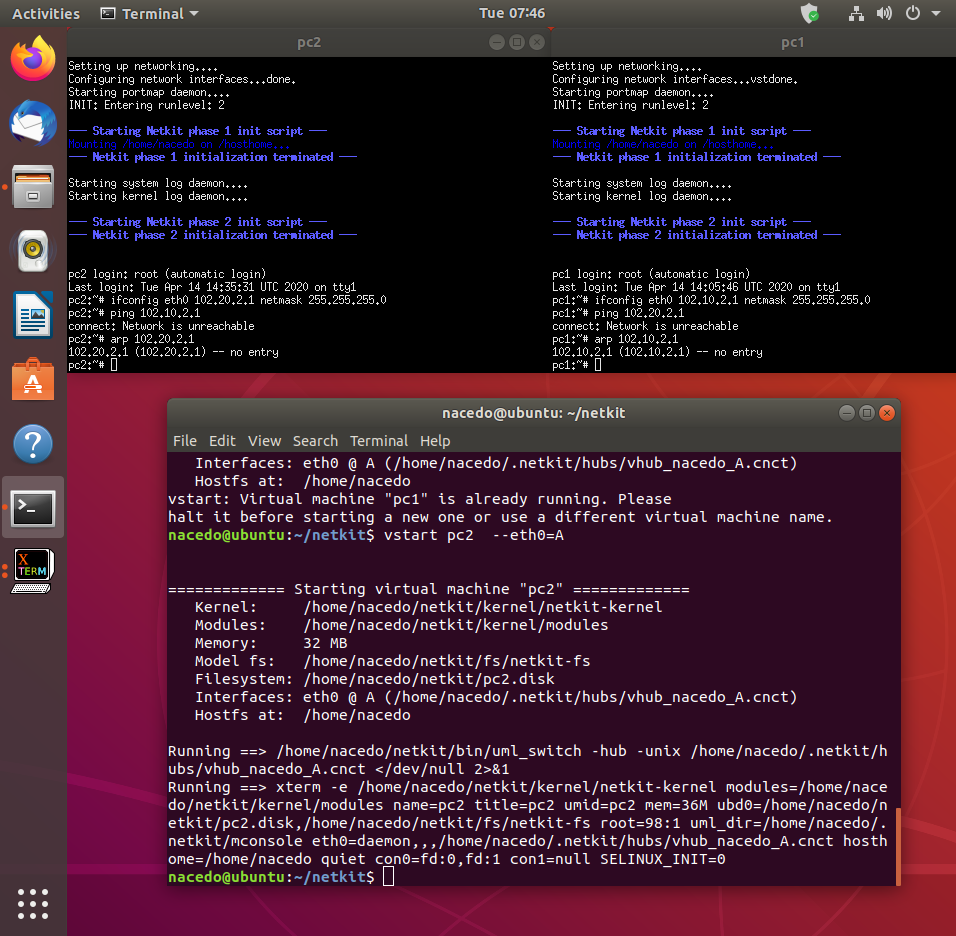 Activities Terminal Tue 07:46
pc2
Setting up networking....
Configuring network interfaces...done.
Starting portmap daemon....
INIT: Entering runlevel: 2
--- Starting Netkit phase 1 init script ---
Mounting /home/nacedo on /hosthome...
--- Netkit phase 1 initialization terminated ---
Starting system log daemon....
Starting kernel log daemon....
--- Starting Netkit phase 2 init script ---
--- Netkit phase 2 initialization terminated ---
pc2 login: root (automatic login)
Last login: Tue Apr 14 14:35:31 UTC 2020 on tty1
pc2:~# ifconfig eth0 102.20.2.1 netmask 255.255.255.0
pc2:~# ping 102.10.2.1
connect: Network is unreachable
pc2:~# arp 102.20.2.1
102.20.2.1 (102.20.2.1) -- no entry
pc2:~#
pc1
Setting up networking....
Configuring network interfaces...vstdone.
Starting portmap daemon....
INIT: Entering runlevel: 2
--- Starting Netkit phase 1 init script ---
Mounting /home/nacedo on /hosthome...
--- Netkit phase 1 initialization terminated ---
Starting system log daemon....
Starting kernel log daemon....
--- Starting Netkit phase 2 init script ---
--- Netkit phase 2 initialization terminated ---
pc1 login: root (automatic login)
Last login: Tue Apr 14 14:05:46 UTC 2020 on tty1
pc1:~# ifconfig eth0 102.10.2.1 netmask 255.255.255.0
pc1:~# ping 102.20.2.1
connect: Network is unreachable
pc1:~# arp 102.10.2.1
102.10.2.1 (102.10.2.1) -- no entry
pc1:~#
X
TERM
nacedo@ubuntu: ~/netkit
File Edit View Search Terminal Help
Interfaces: eth0 @ A (/home/nacedo/.netkit/hubs/vhub_nacedo_A.cnct)
Hostfs at: /home/nacedo
vstart: Virtual machine "pc1" is already running. Please
halt it before starting a new one or use a different virtual machine name.
nacedo@ubuntu:~/netkit$ vstart pc2  --eth0=A
============= Starting virtual machine "pc2" =============
Kernel: /home/nacedo/netkit/kernel/netkit-kernel
Modules: /home/nacedo/netkit/kernel/modules
Memory: 32 MB
Model fs: /home/nacedo/netkit/fs/netkit-fs
Filesystem: /home/nacedo/netkit/pc2.disk
Interfaces: eth0 @ A (/home/nacedo/.netkit/hubs/vhub_nacedo_A.cnct)
Hostfs at: /home/nacedo
Running ==> /home/nacedo/netkit/bin/uml_switch -hub -unix /home/nacedo/.netkit/h
ubs/vhub_nacedo_A.cnct </dev/null 2>&1
Running ==> xterm -e /home/nacedo/netkit/kernel/netkit-kernel modules=/home/nace
do/netkit/kernel/modules name=pc2 title=pc2 umid=pc2 mem=36M ubd0=/home/nacedo/n
etkit/pc2.disk,/home/nacedo/netkit/fs/netkit-fs root=98:1 uml_dir=/home/nacedo/.
netkit/mconsole eth0=daemon,,,/home/nacedo/.netkit/hubs/vhub_nacedo_A.cnct hosth
ome=/home/nacedo quiet con0=fd:0,fd:1 con1=null SELINUX_INIT=0
nacedo@ubuntu:~/netkit$